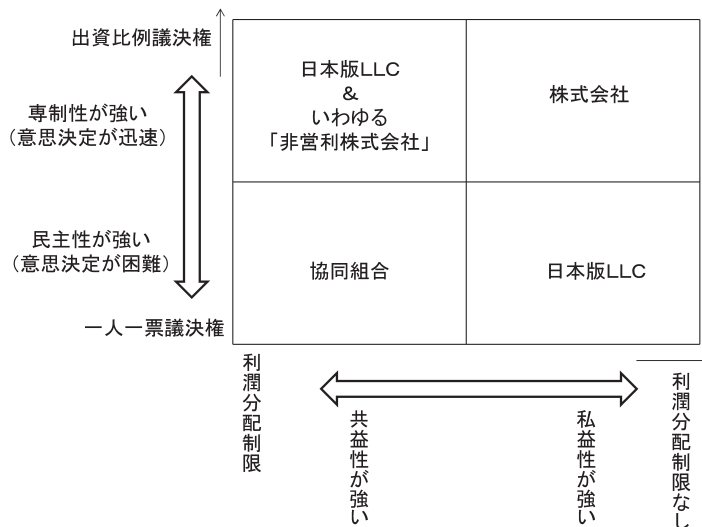 出資比例議決権
専制性が強い
(意思決定が迅速)
民主性が強い
(意思決定が困難)
一人一票議決権
日本版LLC
&
いわゆる
「非営利株式会社」
株式会社
協同組合
日本版LLC
利潤分配制限
共益性が強い
私益性が強い
利潤分配制限なし